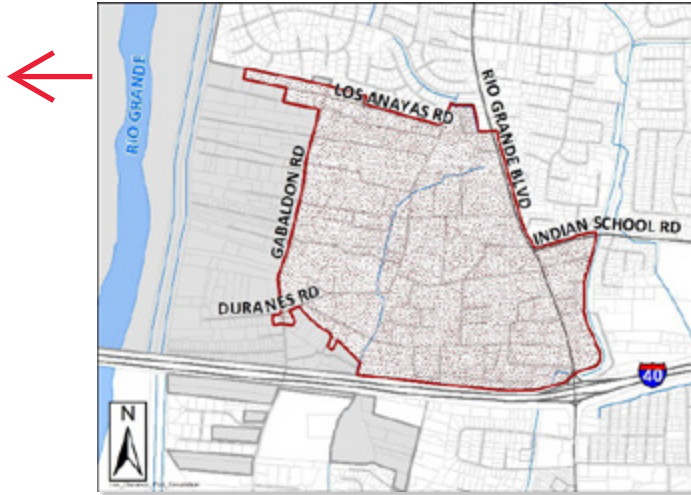 RIO GRANDE
LOS ANAYAS RD
RIO GRANDE BLVD
GABALDON RD
INDIAN SCHOOL RD
DURANES RD
40
N